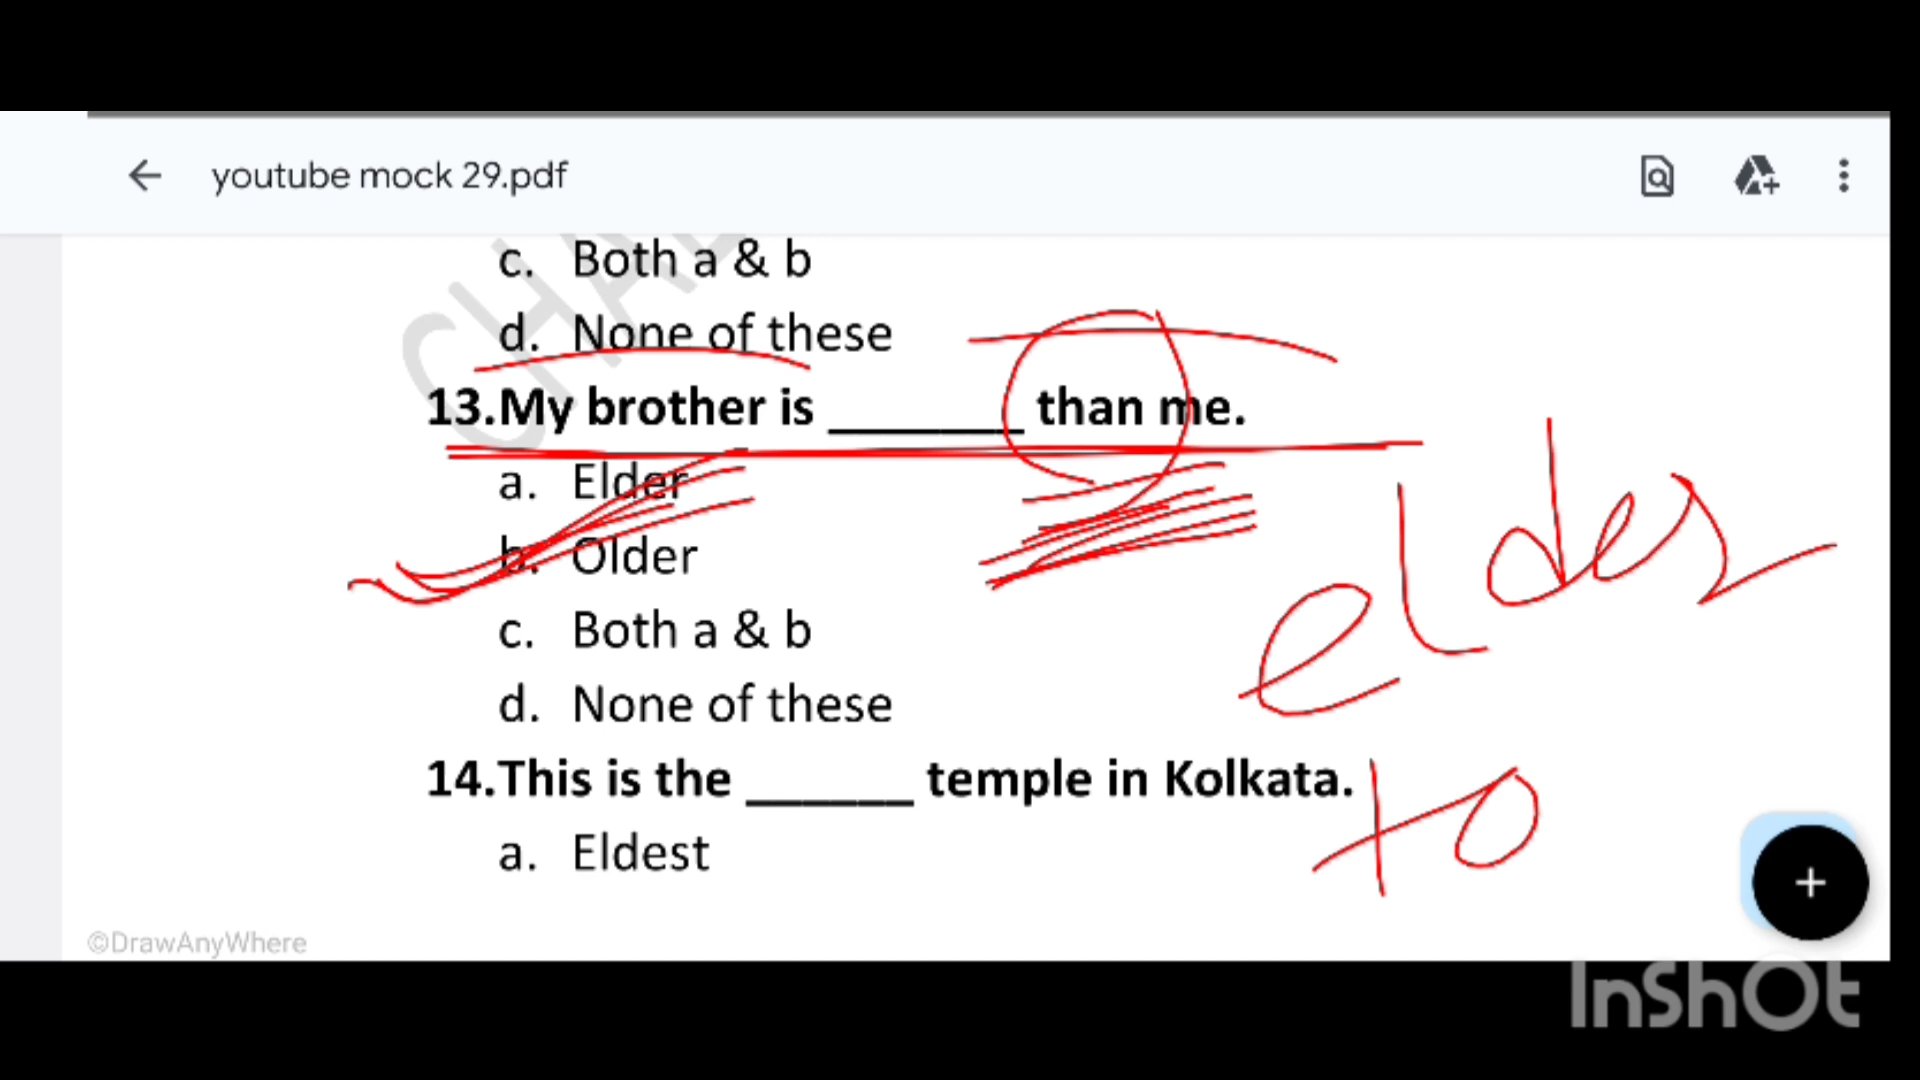 youtube mock 29.pdf
c. Both a & b
d. None of these
13.My brother is _______ than me.
a. Elder
b. Older
c. Both a & b
d. None of these
elder
to
14.This is the ______ temple in Kolkata.
a. Eldest
©DrawAnyWhere
InShOt